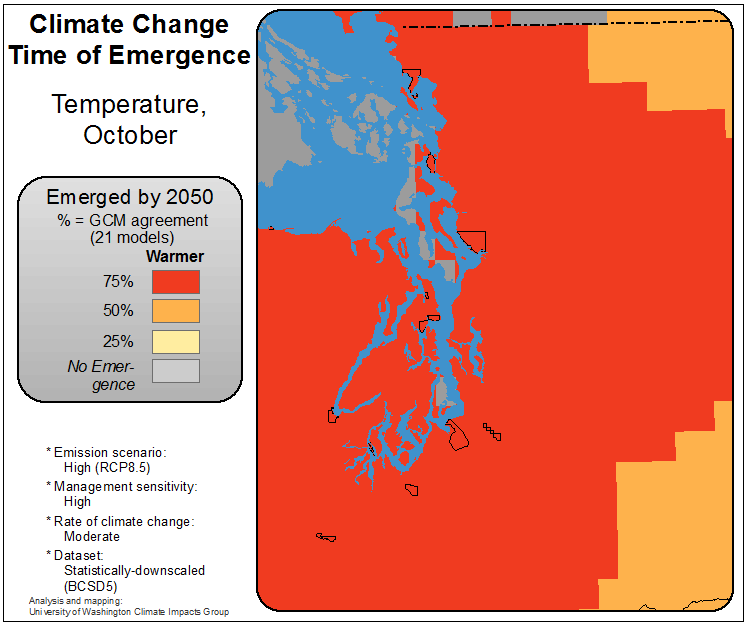 Climate Change
Time of Emergence
Temperature,
October
Emerged by 2050
% = GCM agreement
(21 models)
Warmer
75%
50%
25%
No Emer-
gence
* Emission scenario:
High (RCP8.5)
* Management sensitivity:
High
* Rate of climate change:
Moderate
* Dataset:
Statistically-downscaled
(BCSD5)
Analysis and mapping:
University of Washington Climate Impacts Group